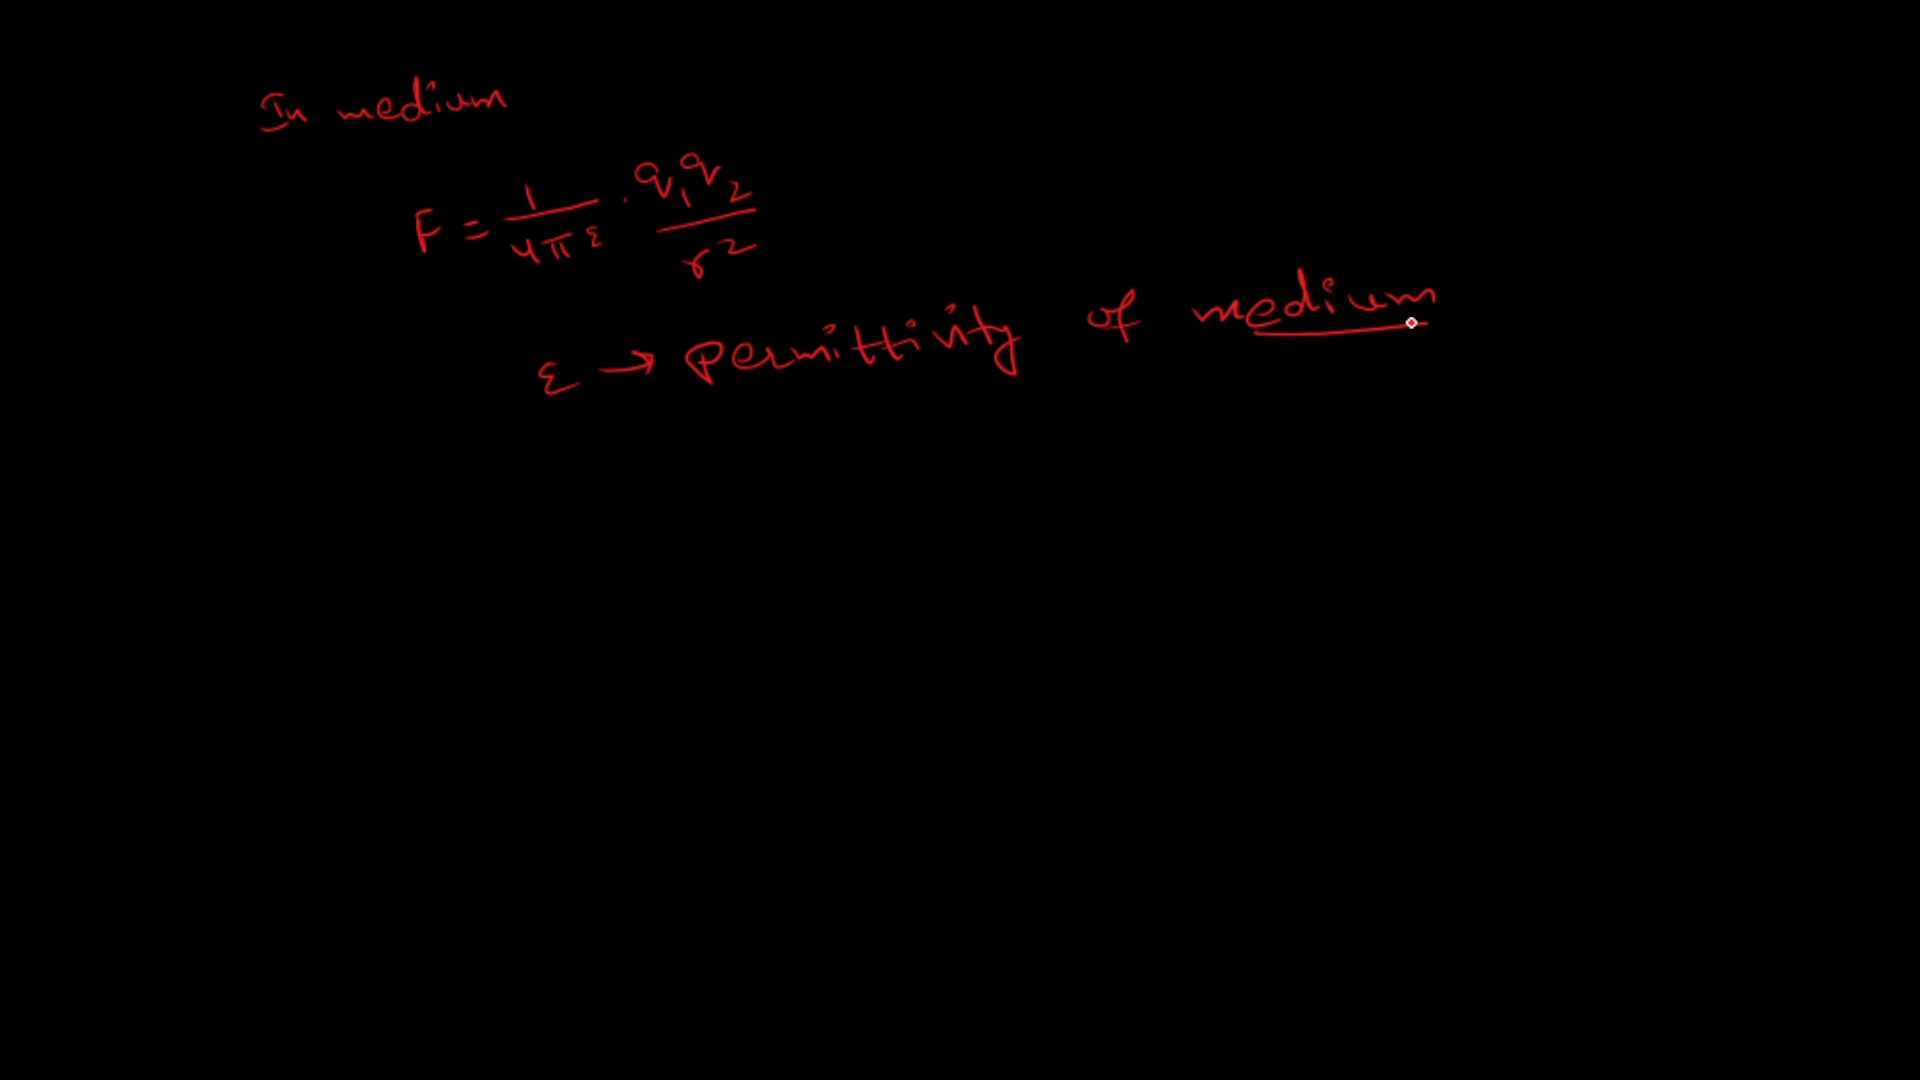 In medium
F = 1/4πε · q₁q₂/r²
ε → Permittivity of medium